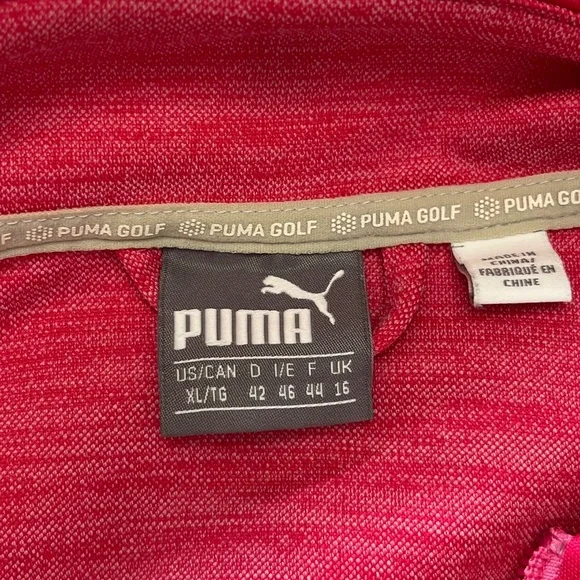 F PUMA GOLF PUMA GOLF PUMA GOLF PUMA GO
MADE IN
CHINA/
FABRIQUÉ EN
CHINE
PUMA
US/CAN D I/E F UK
XL/TG 42 46 44 16